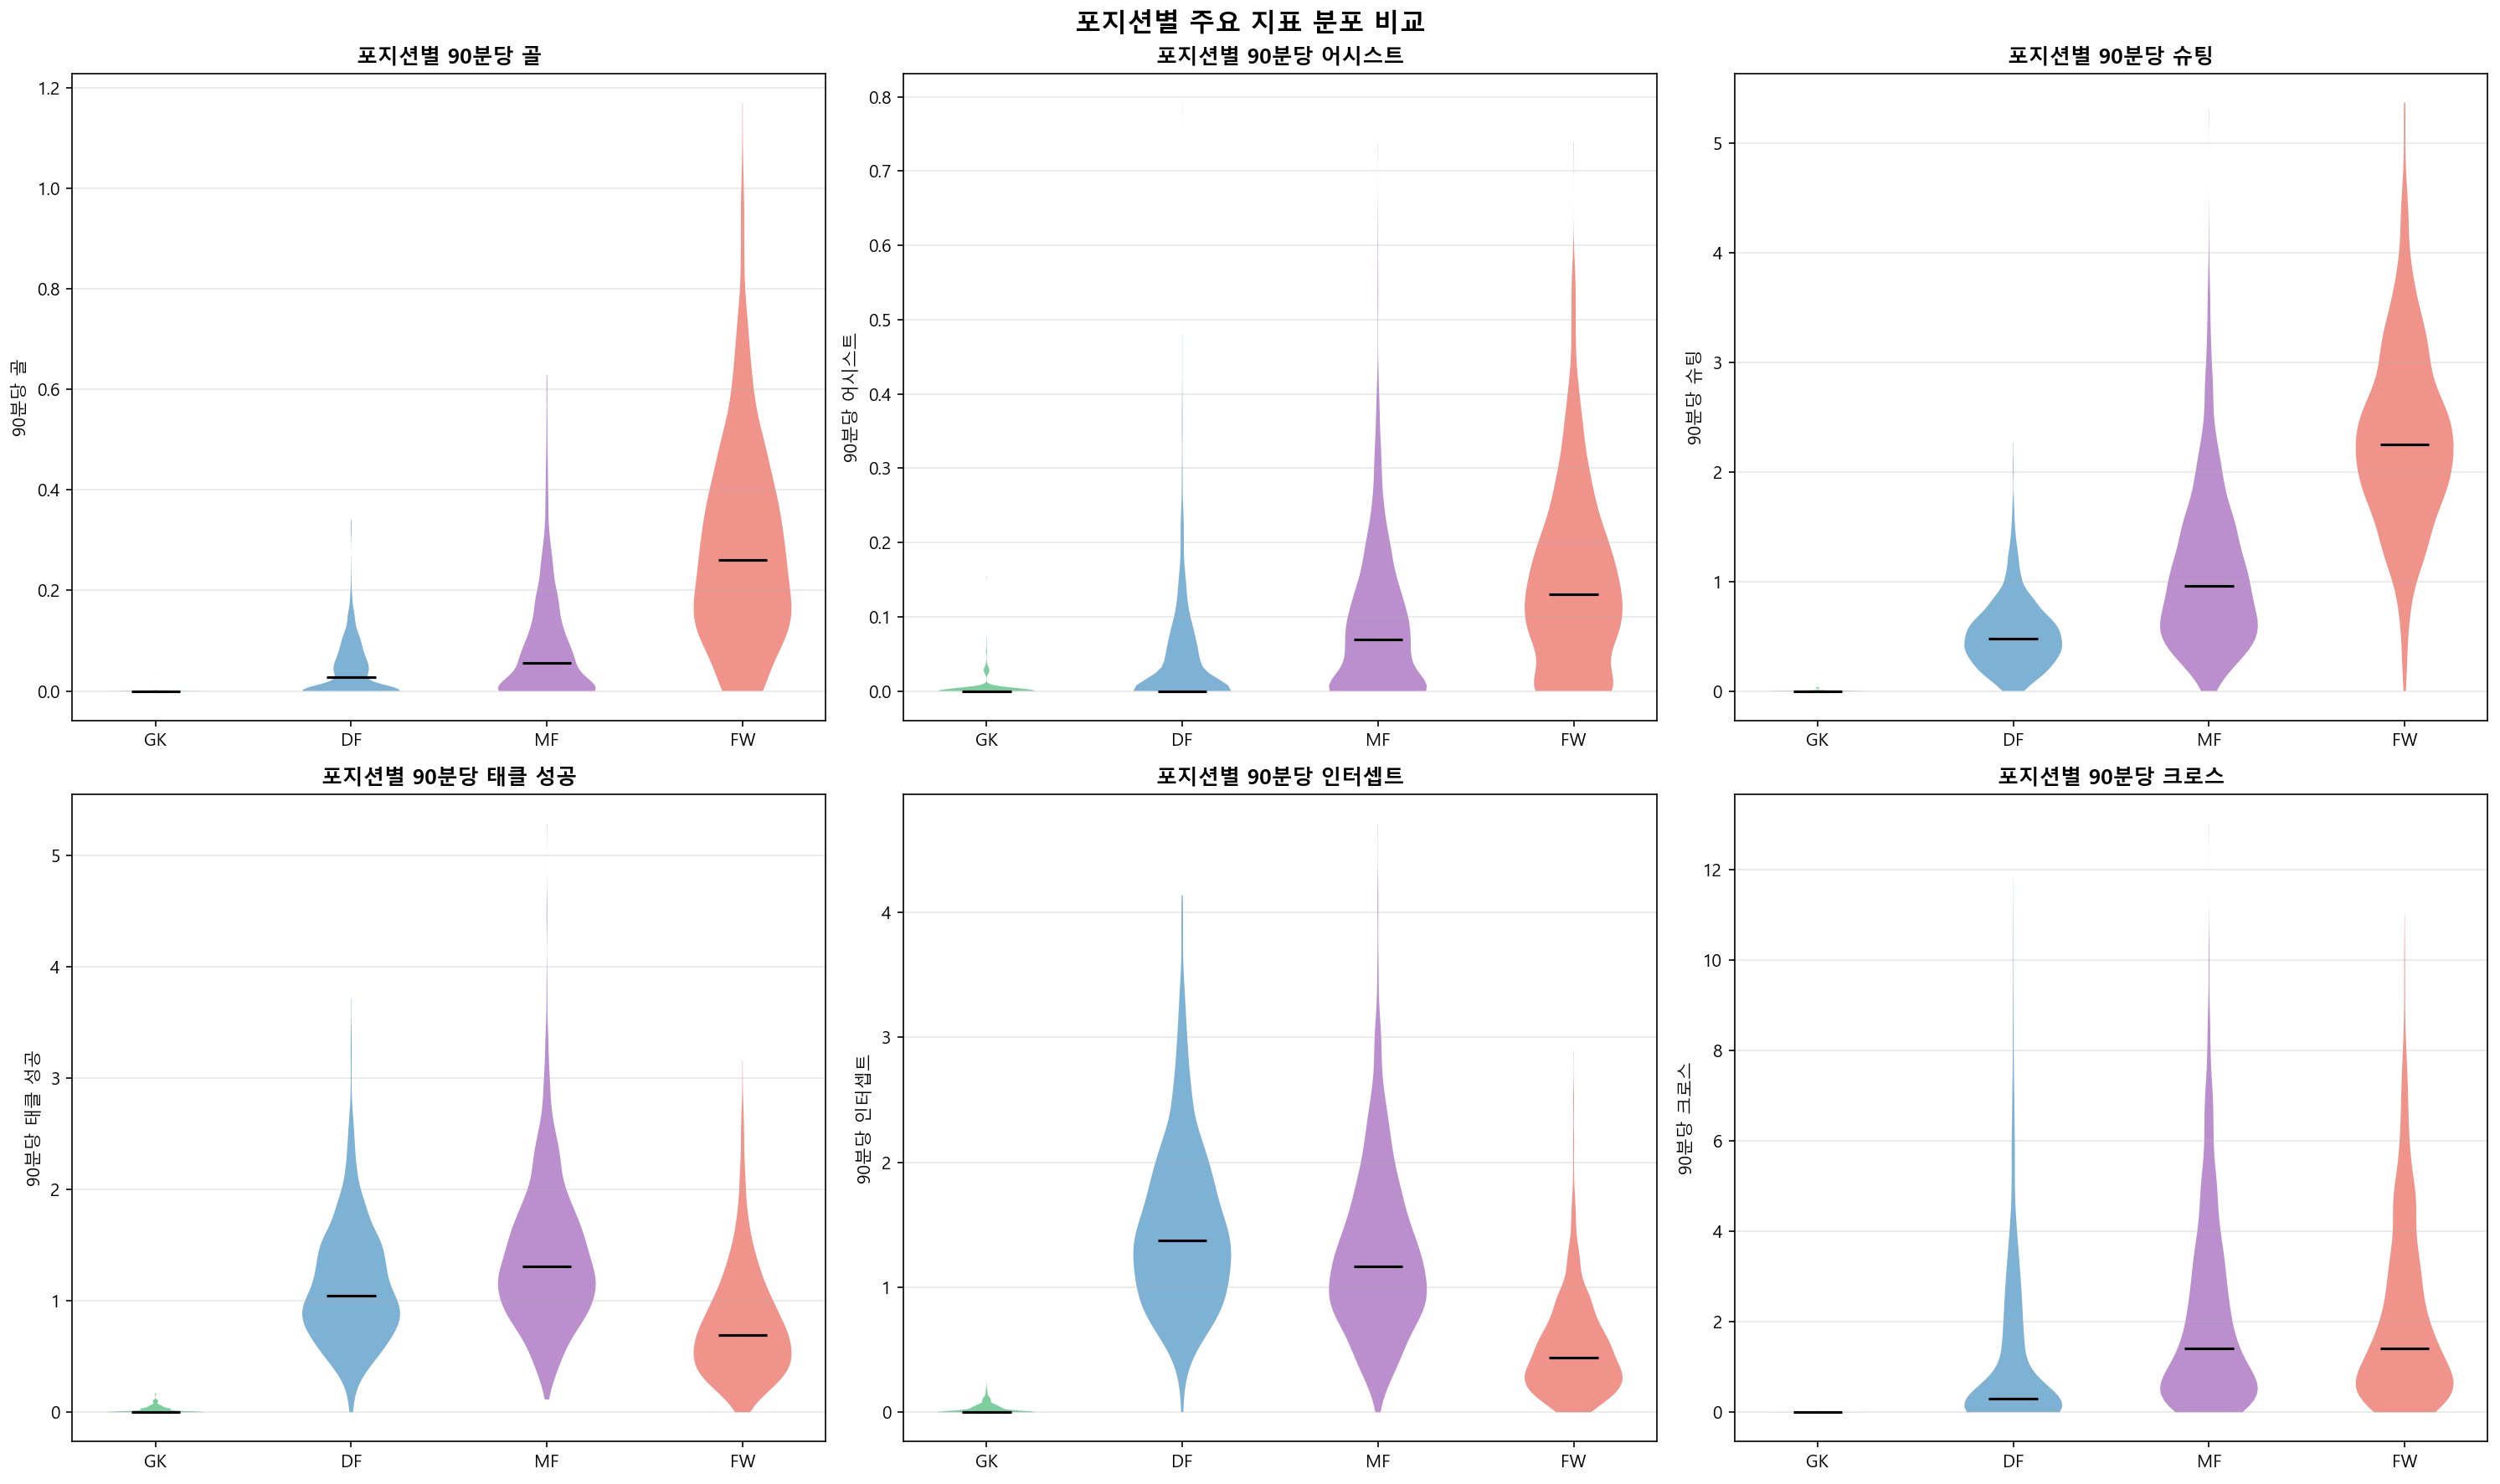 포지션별 주요 지표 분포 비교
포지션별 90분당 골
90분당 골
1.2
1.0
0.8
0.6
0.4
0.2
0.0
GK DF MF FW
포지션별 90분당 어시스트
90분당 어시스트
0.8
0.7
0.6
0.5
0.4
0.3
0.2
0.1
0.0
GK DF MF FW
포지션별 90분당 슈팅
90분당 슈팅
5
4
3
2
1
0
GK DF MF FW
포지션별 90분당 태클 성공
90분당 태클 성공
5
4
3
2
1
0
GK DF MF FW
포지션별 90분당 인터셉트
90분당 인터셉트
4
3
2
1
0
GK DF MF FW
포지션별 90분당 크로스
90분당 크로스
12
10
8
6
4
2
0
GK DF MF FW